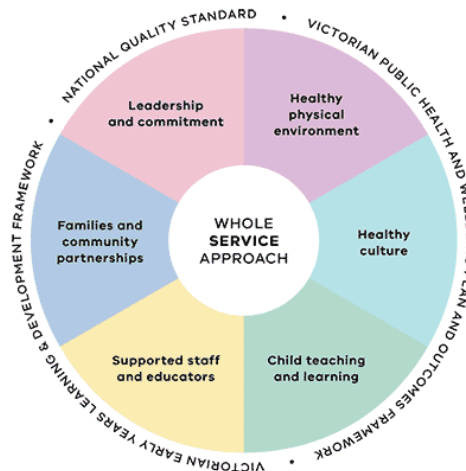 NATIONAL QUALITY STANDARD
•
VICTORIAN PUBLIC HEALTH AND
PLAN AND OUTCOMES FRAMEWORK
•
VICTORIAN EARLY YEARS LEARNING & DEVELOPMENT FRAMEWORK
•
Leadership
and commitment
Healthy
physical
environment
Families and
community
partnerships
WHOLE
SERVICE
APPROACH
Healthy
culture
Supported staff
and educators
Child teaching
and learning